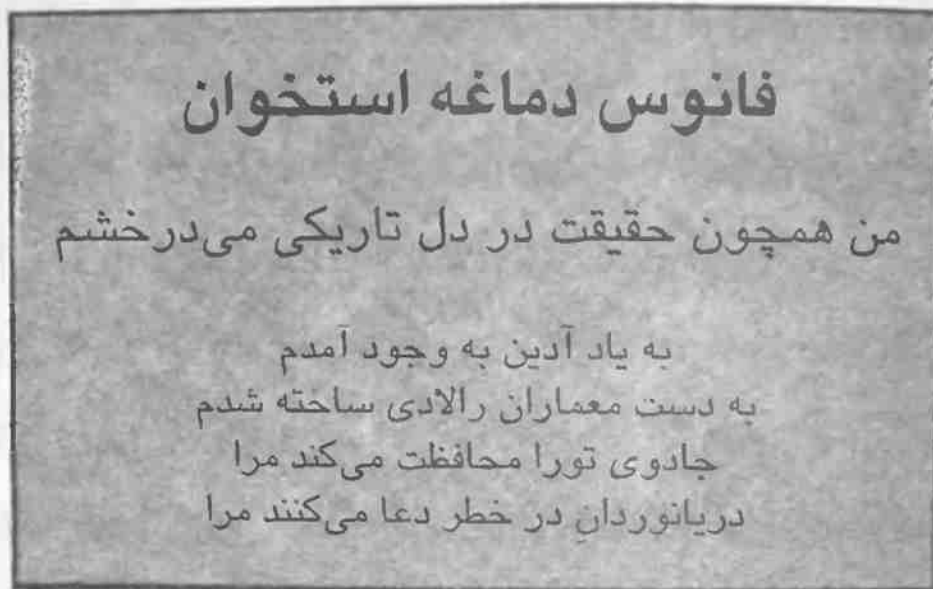 فانوس دماغه استخوان
من همچون حقیقت در دل تاریکی می‌درخشم
به یاد آدین به وجود آمدم
به دست معماران رالادی ساخته شدم
جادوی تورا محافظت می‌کند مرا
دریانوردانِ در خطر دعا می‌کنند مرا